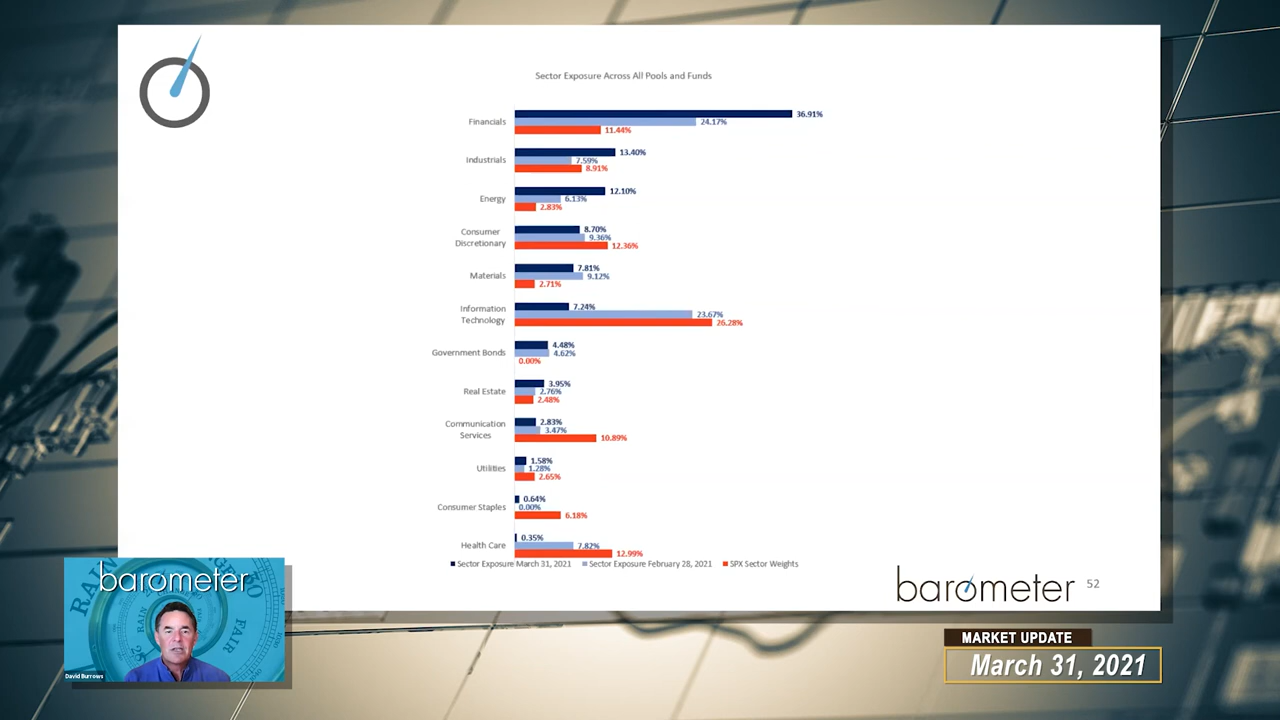 Sector Exposure Across All Pools and Funds
Financials
36.91%
24.17%
11.44%
Industrials
13.40%
7.59%
8.91%
Energy
12.10%
6.13%
2.83%
Consumer
Discretionary
8.70%
9.36%
12.36%
Materials
7.81%
9.12%
2.71%
Information
Technology
7.24%
23.67%
26.28%
Government Bonds
4.48%
4.62%
0.00%
Real Estate
3.95%
2.76%
2.48%
Communication
Services
2.83%
3.47%
10.89%
Utilities
1.58%
1.28%
2.65%
Consumer Staples
0.64%
0.00%
6.18%
Health Care
0.35%
7.82%
12.99%
Sector Exposure March 31, 2021 Sector Exposure February 28, 2021 SPX Sector Weights
barometer 52
barometer
RAIN
FAIR
David Burrows
MARKET UPDATE
March 31, 2021